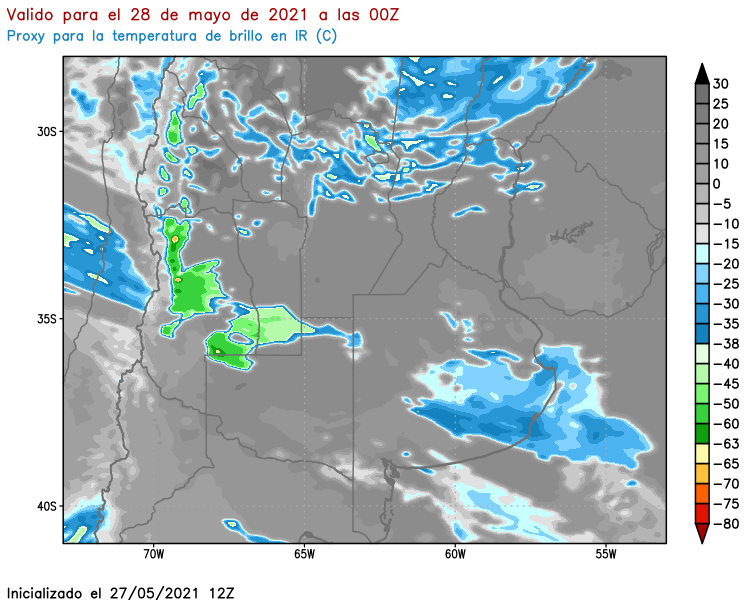 Valido para el 28 de mayo de 2021 a las 00Z
Proxy para la temperatura de brillo en IR (C)
30S
35S
40S
70W
65W
60W
55W
30
25
20
15
10
0
-5
-10
-15
-20
-25
-30
-35
-38
-40
-45
-50
-60
-63
-65
-70
-75
-80
Inicializado el 27/05/2021 12Z